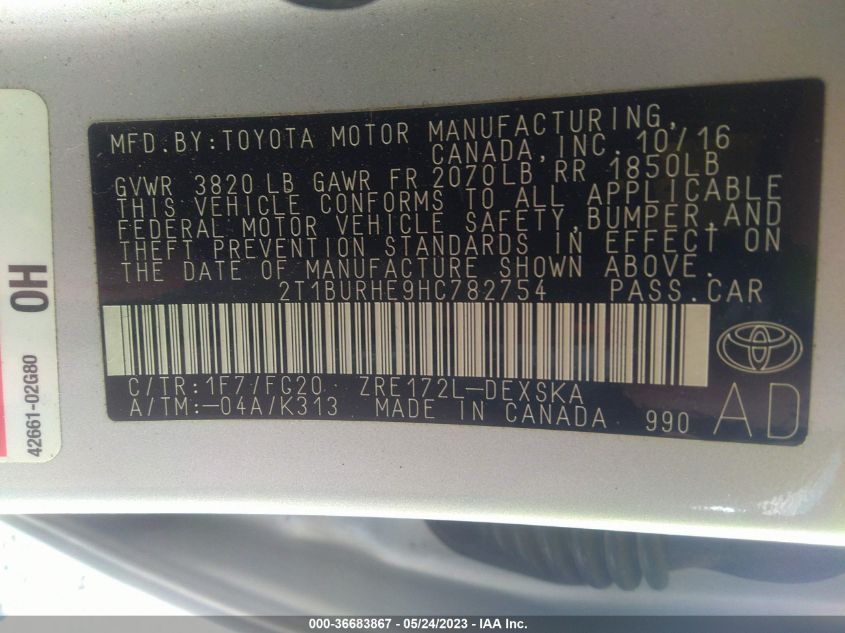 MFD.BY:TOYOTA MOTOR MANUFACTURING,
CANADA,INC. 10/16
GVWR 3820 LB GAWR FR 2070LB RR 1850LB
THIS VEHICLE CONFORMS TO ALL APPLICABLE
FEDERAL MOTOR VEHICLE SAFETY,BUMPER,AND
THEFT PREVENTION STANDARDS IN EFFECT ON
THE DATE OF MANUFACTURE SHOWN ABOVE.
2T1BURHE9HC782754 PASS.CAR
C/TR:1F7/FG20 ZRE172L-DEXSKA
A/TM:-04A/K313 MADE IN CANADA 990 AD
0H
42661-02G80
000-36683867 / 05/24/2023 - IAA Inc.